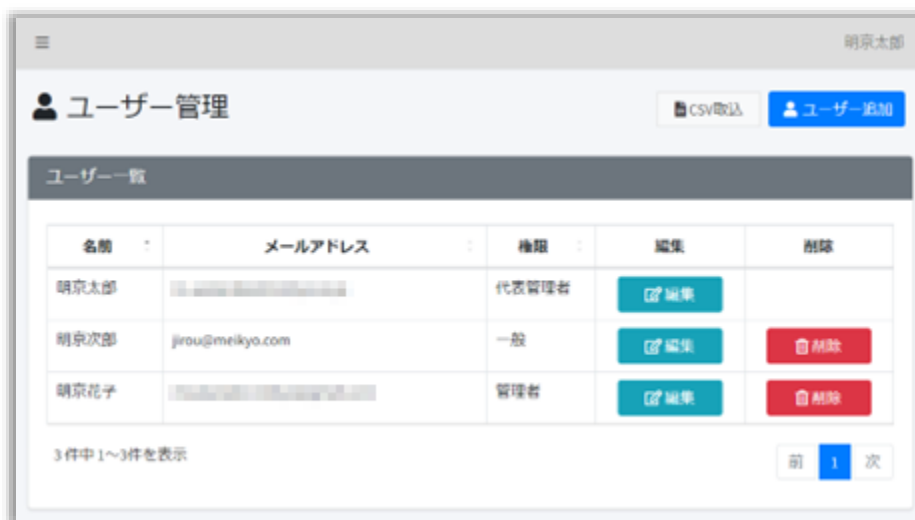 明京太郎
ユーザー管理
CSV取込
ユーザー追加
ユーザー一覧
名前 メールアドレス 権限 編集 削除
明京太郎 代表管理者 編集
明京次郎 jirou@meikyo.com 一般 編集 削除
明京花子 管理者 編集 削除
3 件中 1～3件を表示
前 1 次